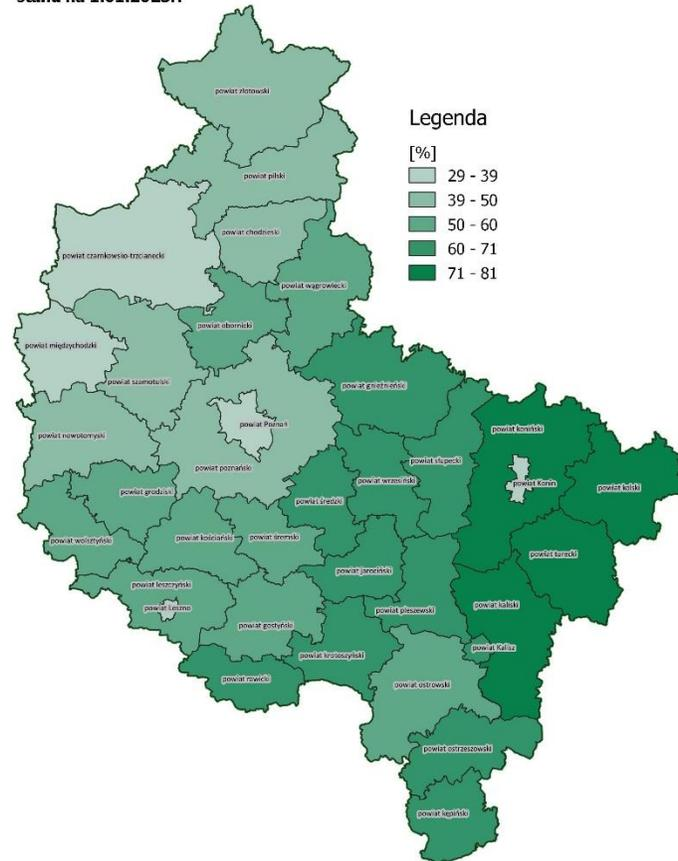 stanu na 1.01.2023r.
powiat złotowski
Legenda
[%]
29 - 39
39 - 50
50 - 60
60 - 71
71 - 81
powiat pilski
powiat chodzieski
powiat czarnkowsko-trzcianecki
powiat wągrowiecki
powiat obornicki
powiat międzychodzki
powiat szamotulski
powiat gnieźnieński
powiat Poznań
powiat koniński
powiat nowotomyski
powiat słupecki
powiat poznański
powiat wrzesiński
powiat Konin
powiat kolski
powiat grodziski
powiat średzki
powiat wolsztyński
powiat kościański
powiat śremski
powiat turecki
powiat jarociński
powiat leszczyński
powiat Leszno
powiat kaliski
powiat pleszewski
powiat gostyński
powiat Kalisz
powiat krotoszyński
powiat rawicki
powiat ostrowski
powiat ostrzeszowski
powiat kępiński